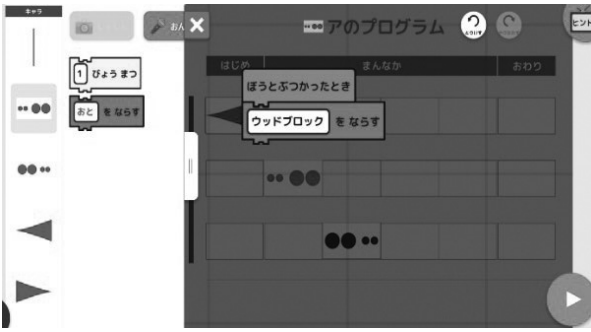 キャラ
アのプログラム
ヒント
はじめ
まんなか
おわり
1 びょう まつ
おと を ならす
ぼうとぶつかったとき
ウッドブロック を ならす